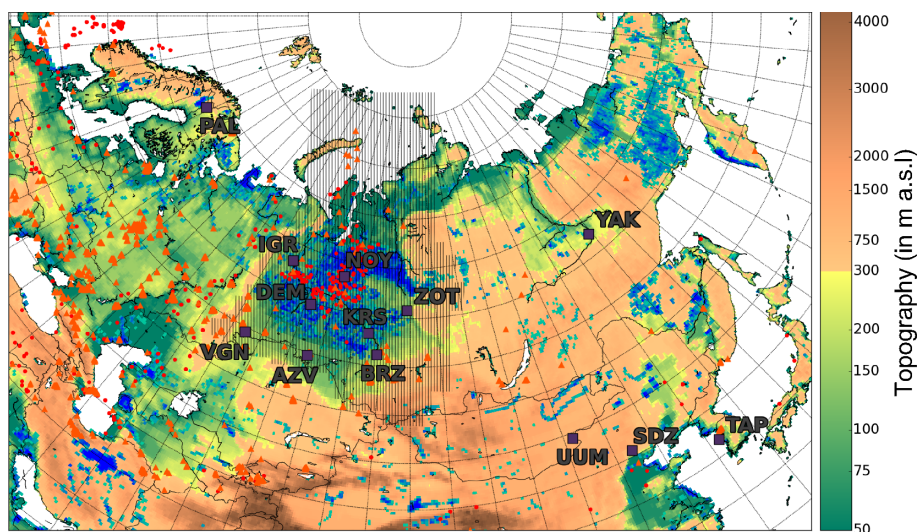 4000
PAL
3000
2000
1500
YAK
IGR
NOY
750
DEM
ZOT
300
KRS
200
VGN
AZV
BRZ
150
TAP
SDZ
100
UUM
75
50
Topography (in m a.s.l)